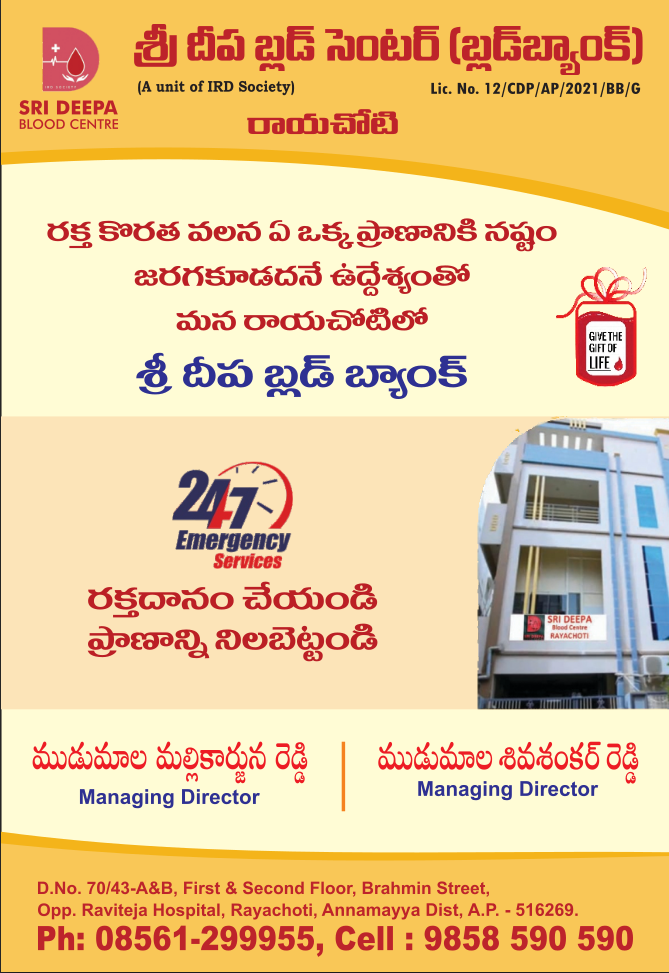 శ్రీ దీప బ్లడ్ సెంటర్ (బ్లడ్‌బ్యాంక్)
(A unit of IRD Society)
Lic. No. 12/CDP/AP/2021/BB/G
IRD SOCIETY
SRI DEEPA
BLOOD CENTRE
రాయచోటి
రక్త కొరత వలన ఏ ఒక్క ప్రాణానికి నష్టం
జరగకూడదనే ఉద్దేశ్యంతో
మన రాయచోటిలో
శ్రీ దీప బ్లడ్ బ్యాంక్
GIVE THE
GIFT OF
LIFE
24/7
Emergency
Services
రక్తదానం చేయండి
ప్రాణాన్ని నిలబెట్టండి
SRI DEEPA
Blood Centre
RAYACHOTI
ముడుమాల మల్లికార్జున రెడ్డి
Managing Director
ముడుమాల శివశంకర్ రెడ్డి
Managing Director
D.No. 70/43-A&B, First & Second Floor, Brahmin Street,
Opp. Raviteja Hospital, Rayachoti, Annamayya Dist, A.P. - 516269.
Ph: 08561-299955, Cell : 9858 590 590